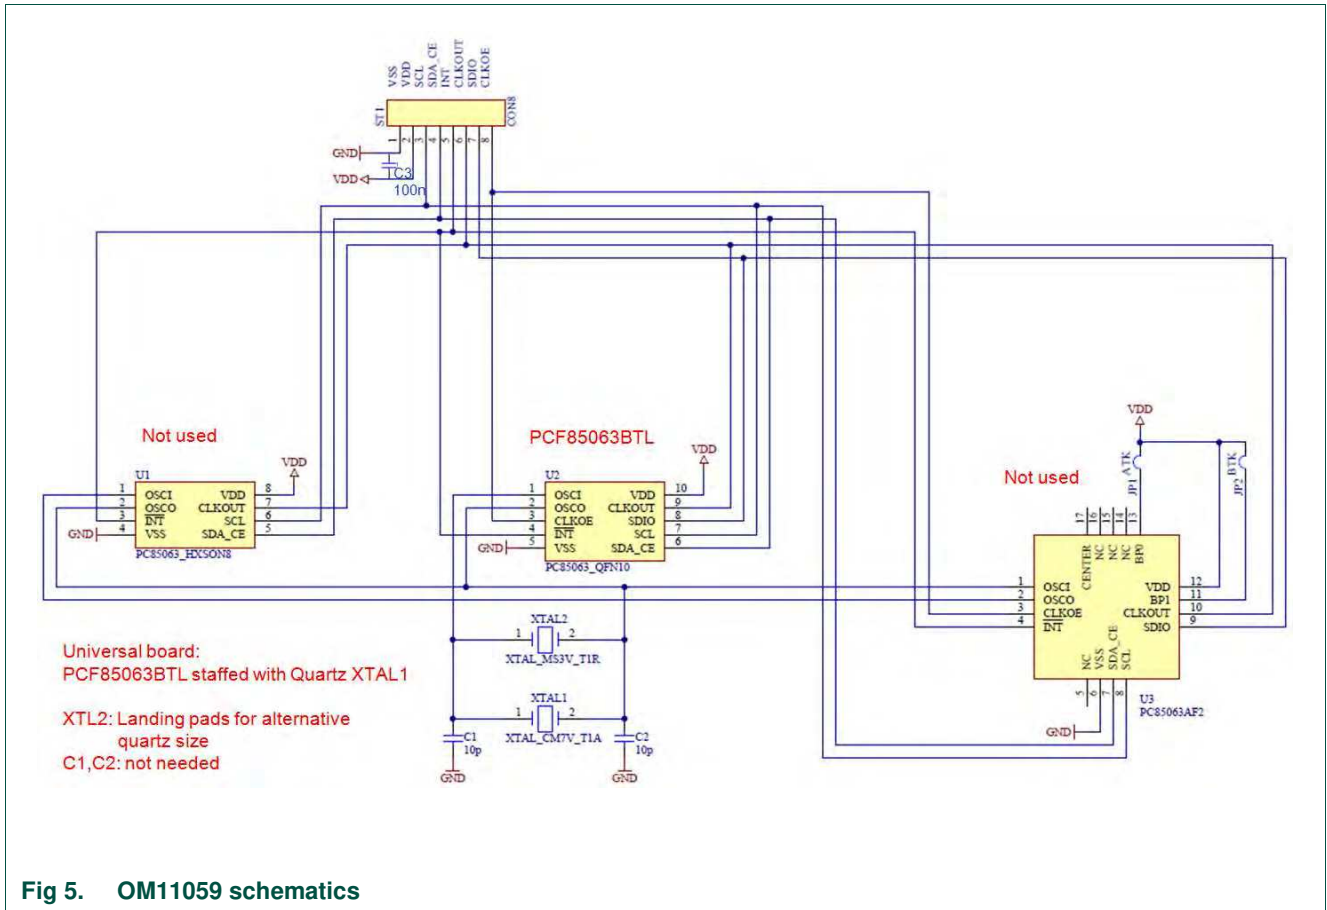 VSS
VDD
SCL
SDA_CE
INT
CLKOUT
SDIO
CLKOE
ST1
CON8
1 2 3 4 5 6 7 8
GND
VDD
C3
100n
Not used
U1
VDD
1 OSCI VDD 8
2 OSCO CLKOUT 7
3 INT SCL 6
GND 4 VSS SDA_CE 5
PC85063_HXSON8
PCF85063BTL
U2
VDD
1 OSCI VDD 10
2 OSCO CLKOUT 9
3 CLKOE SDIO 8
4 INT SCL 7
GND 5 VSS SDA_CE 6
PC85063_QFN10
Not used
VDD
JP1 ATK
JP2 BTK
17 16 15 14 13
CENTER
NC
NC
NC
BP0
1 OSCI VDD 12
2 OSCO BP1 11
3 CLKOE CLKOUT 10
4 INT SDIO 9
NC
VSS
SDA_CE
SCL
5 6 7 8
GND
U3
PC85063AF2
XTAL2
1 2
XTAL_MS3V_T1R
XTAL1
1 2
XTAL_CM7V_T1A
C1
10p
GND
C2
10p
GND
Universal board:
PCF85063BTL staffed with Quartz XTAL1
XTL2: Landing pads for alternative
quartz size
C1,C2: not needed
Fig 5. OM11059 schematics